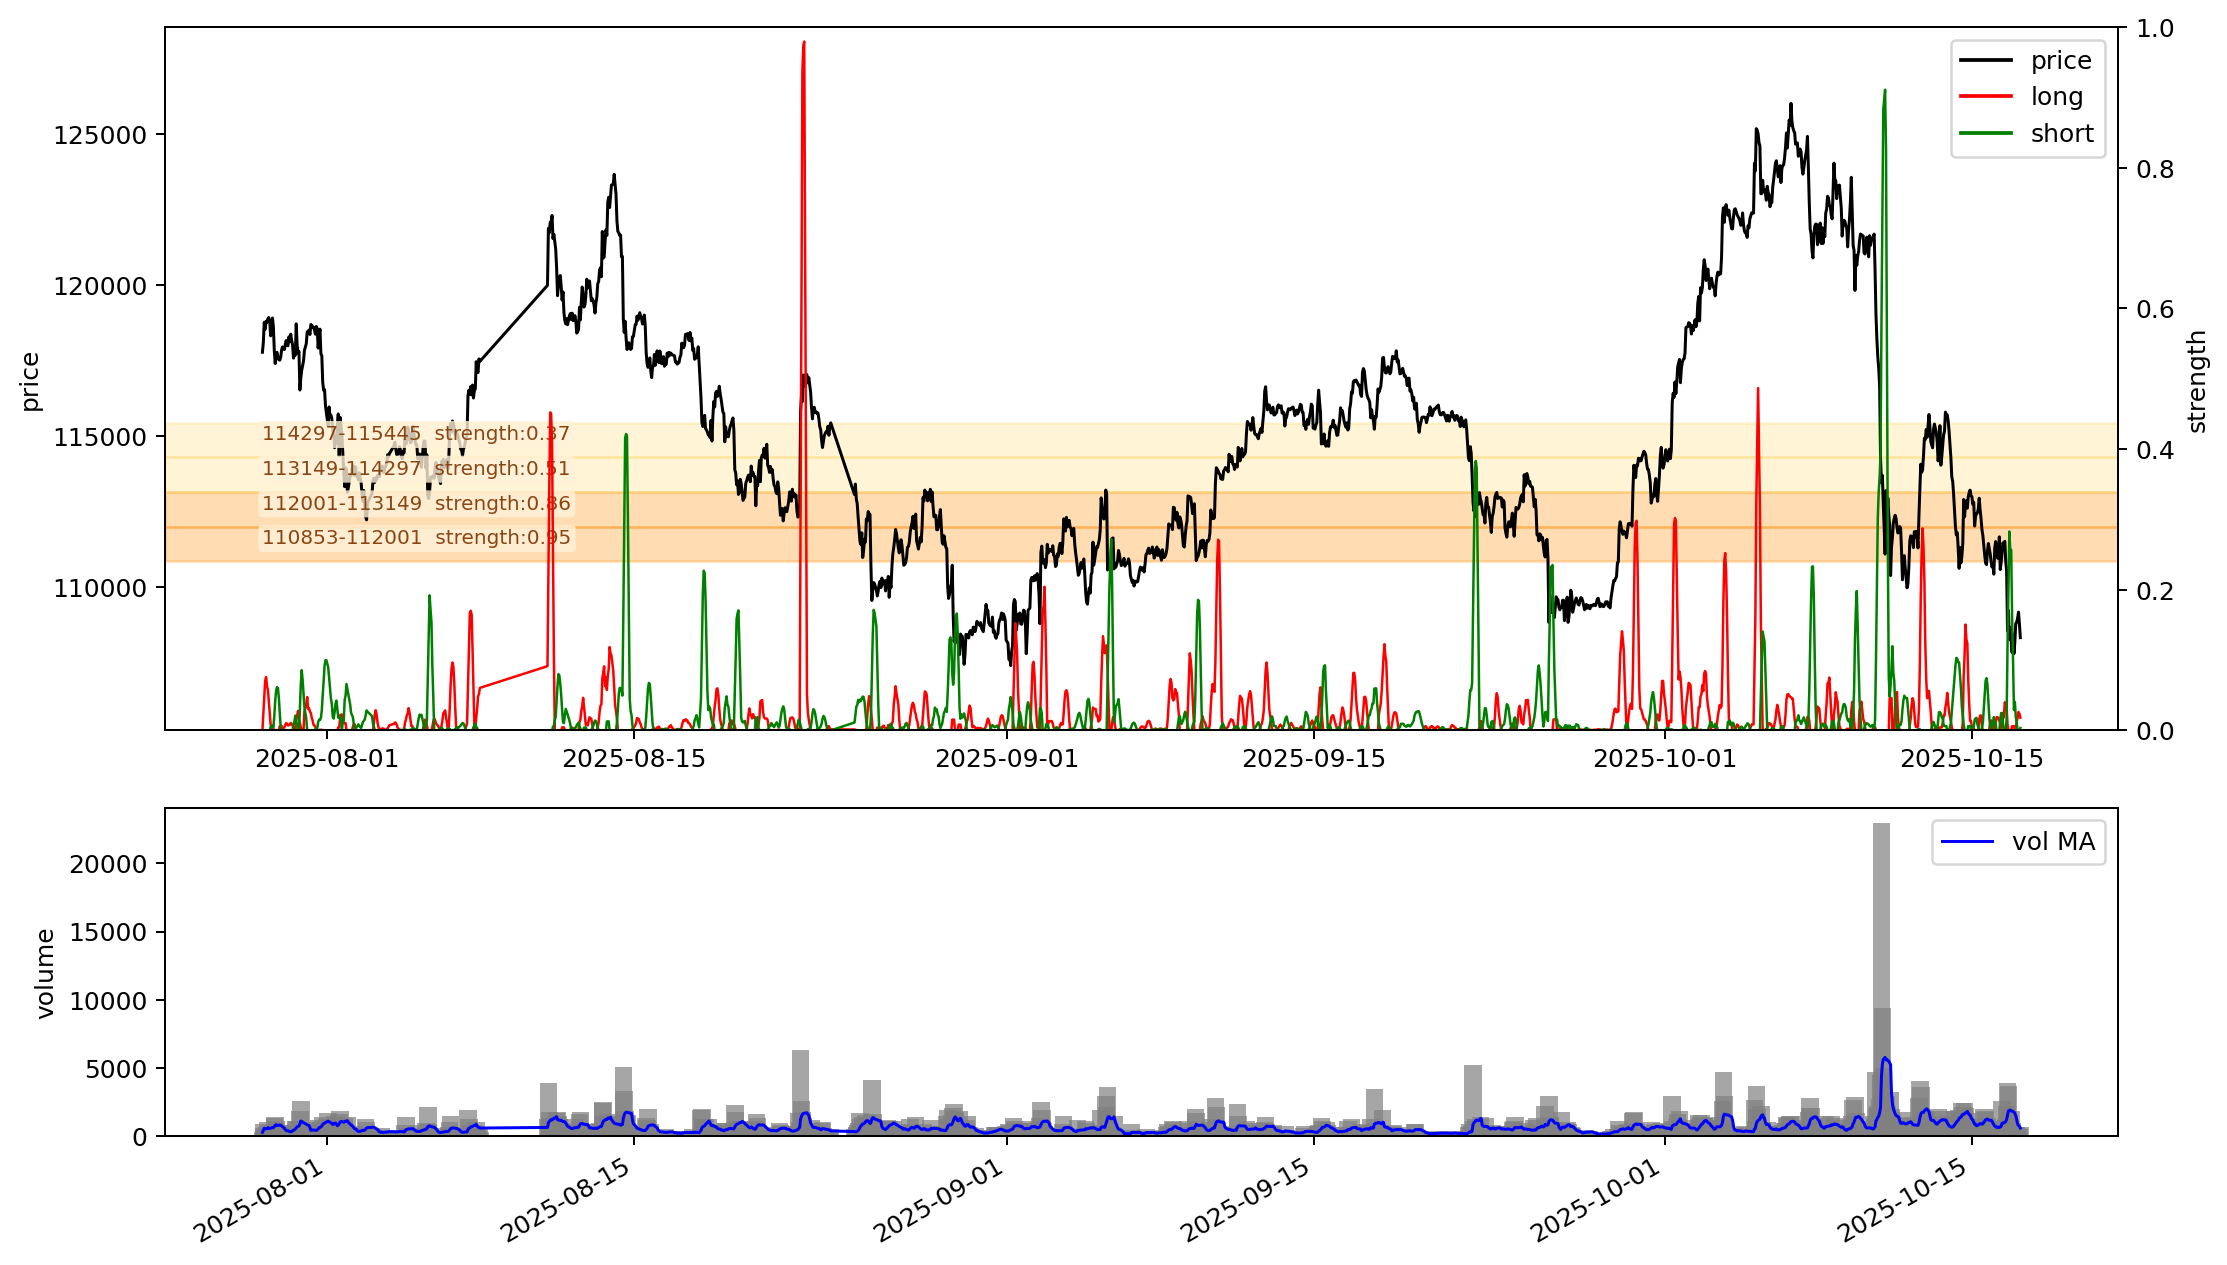 price
long
short
125000
120000
115000
110000
price
1.0
0.8
0.6
0.4
0.2
0.0
strength
114297-115445 strength:0.37
113149-114297 strength:0.51
112001-113149 strength:0.86
110853-112001 strength:0.95
2025-08-01
2025-08-15
2025-09-01
2025-09-15
2025-10-01
2025-10-15
vol MA
20000
15000
10000
5000
0
volume
2025-08-01
2025-08-15
2025-09-01
2025-09-15
2025-10-01
2025-10-15